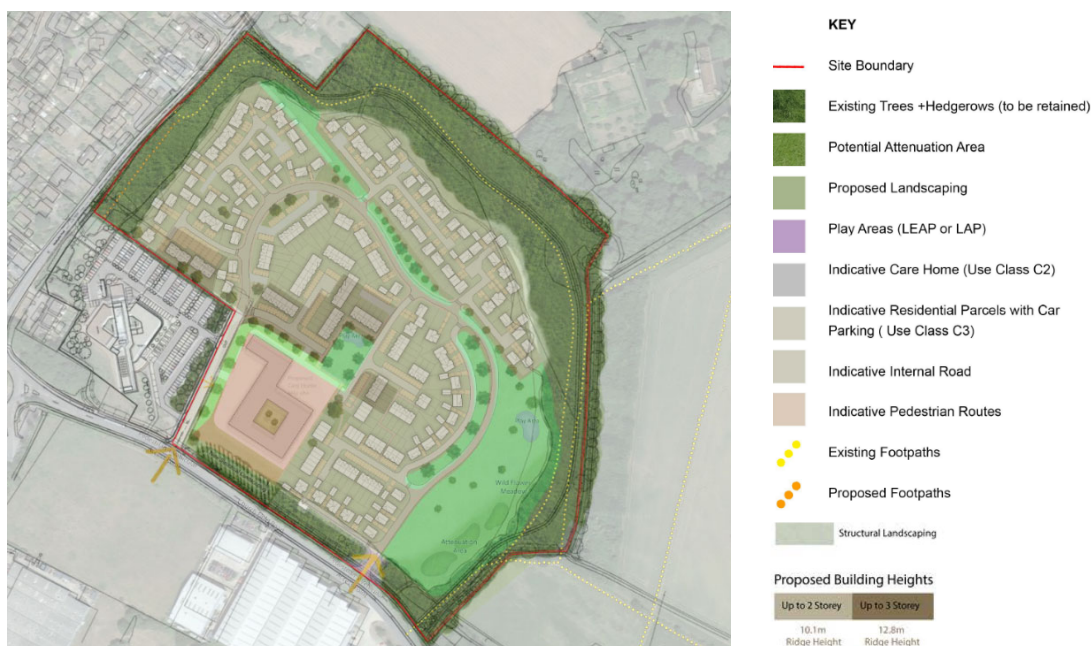 KEY
Site Boundary
Existing Trees +Hedgerows (to be retained)
Potential Attenuation Area
Proposed Landscaping
Play Areas (LEAP or LAP)
Indicative Care Home (Use Class C2)
Indicative Residential Parcels with Car
Parking ( Use Class C3)
Indicative Internal Road
Indicative Pedestrian Routes
Existing Footpaths
Proposed Footpaths
Structural Landscaping
Proposed Building Heights
Up to 2 Storey
Up to 3 Storey
10.1m
Ridge Height
12.8m
Ridge Height
Play Area
Wild Flower
Meadow
Attenuation
Area